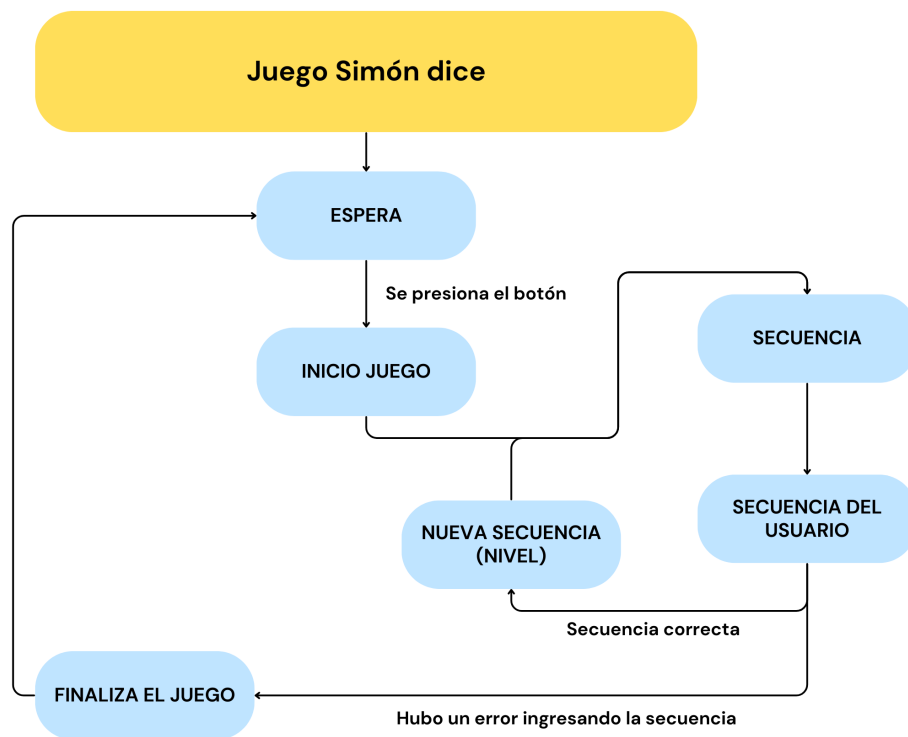 Juego Simón dice
ESPERA
Se presiona el botón
INICIO JUEGO
SECUENCIA
SECUENCIA DEL
USUARIO
NUEVA SECUENCIA
(NIVEL)
Secuencia correcta
FINALIZA EL JUEGO
Hubo un error ingresando la secuencia